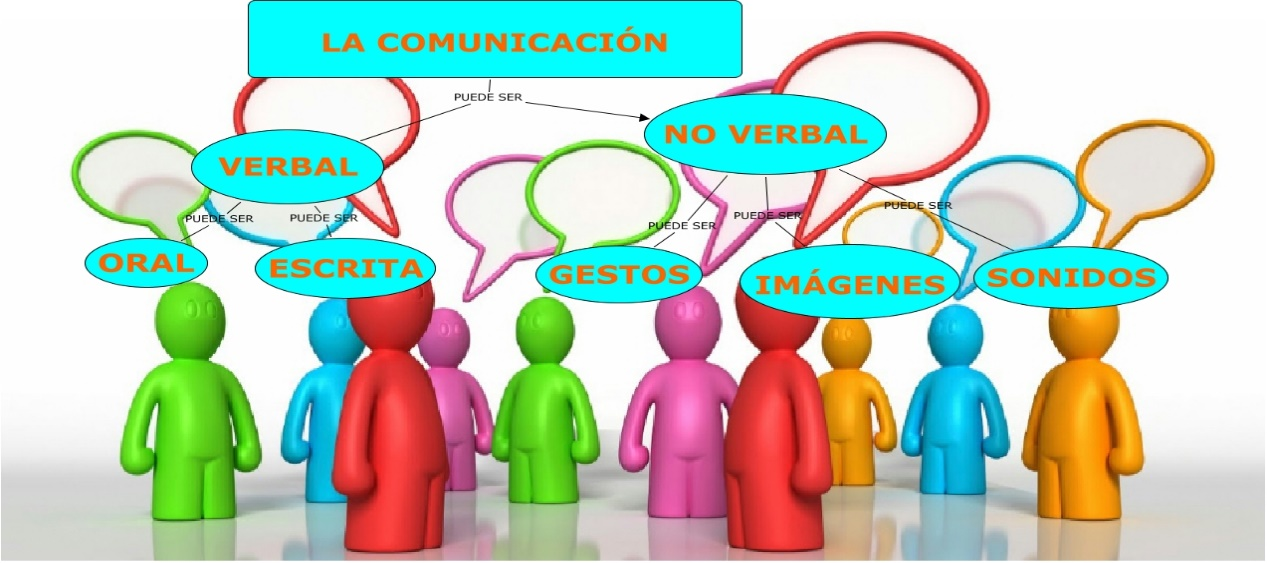 LA COMUNICACIÓN
PUEDE SER
NO VERBAL
VERBAL
PUEDE SER
PUEDE SER
PUEDE SER
PUEDE SER
PUEDE SER
ORAL
ESCRITA
GESTOS
IMÁGENES
SONIDOS